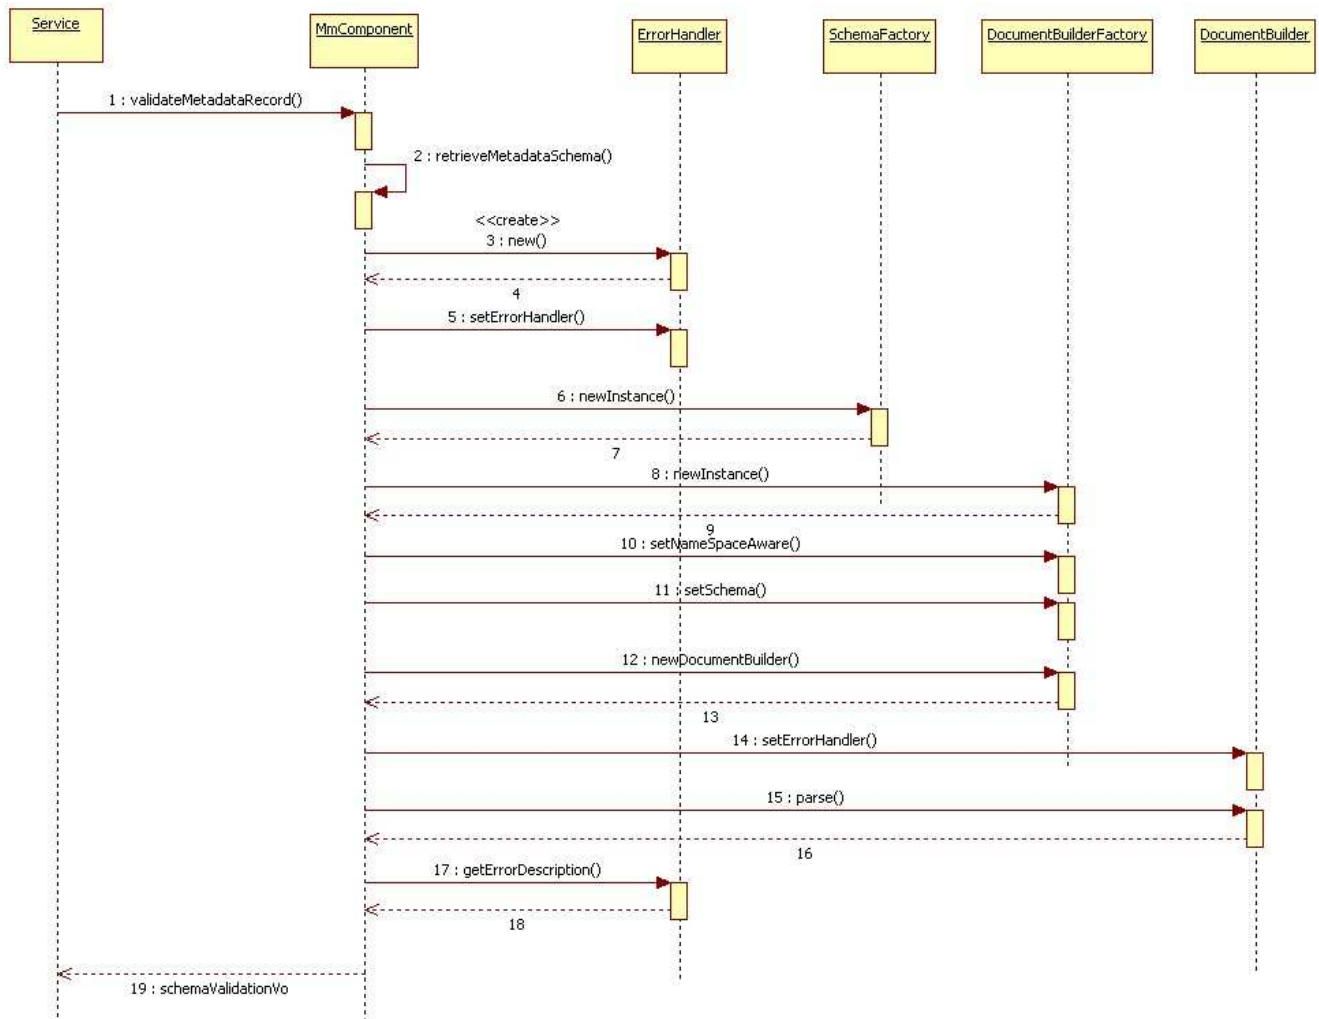 Service
MmComponent
ErrorHandler
SchemaFactory
DocumentBuilderFactory
DocumentBuilder
1 : validateMetadataRecord()
2 : retrieveMetadataSchema()
<<create>>
3 : new()
4
5 : setErrorHandler()
6 : newInstance()
7
8 : newInstance()
9
10 : setNameSpaceAware()
11 : setSchema()
12 : newDocumentBuilder()
13
14 : setErrorHandler()
15 : parse()
16
17 : getErrorDescription()
18
19 : schemaValidationVo